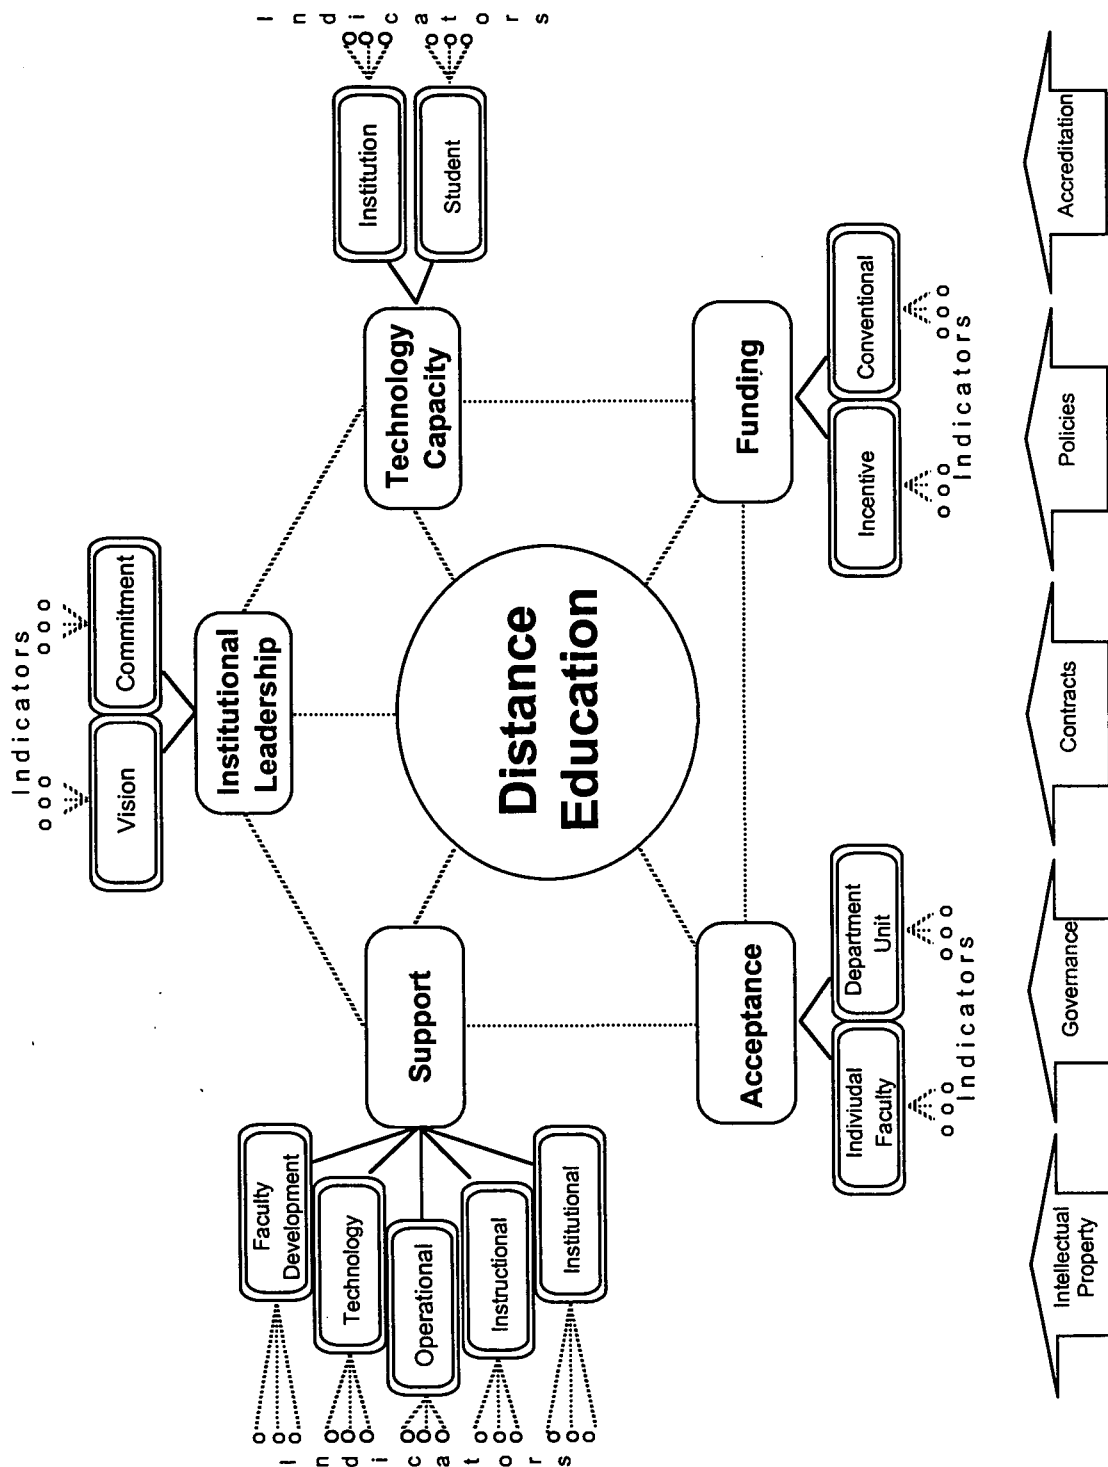 Indicators
o o o
o o o
Vision
Commitment
Institutional
Leadership
Faculty
Development
Technology
Operational
Instructional
Institutional
o o o
o o o
o o o
o o o
o o o
Indicators
Support
Distance
Education
Technology
Capacity
Institution
Student
o o o
o o o
Indicators
Acceptance
Indiviudal
Faculty
Department
Unit
o o o
o o o
Indicators
Funding
Incentive
Conventional
o o o
o o o
Indicators
Intellectual
Property
Governance
Contracts
Policies
Accreditation